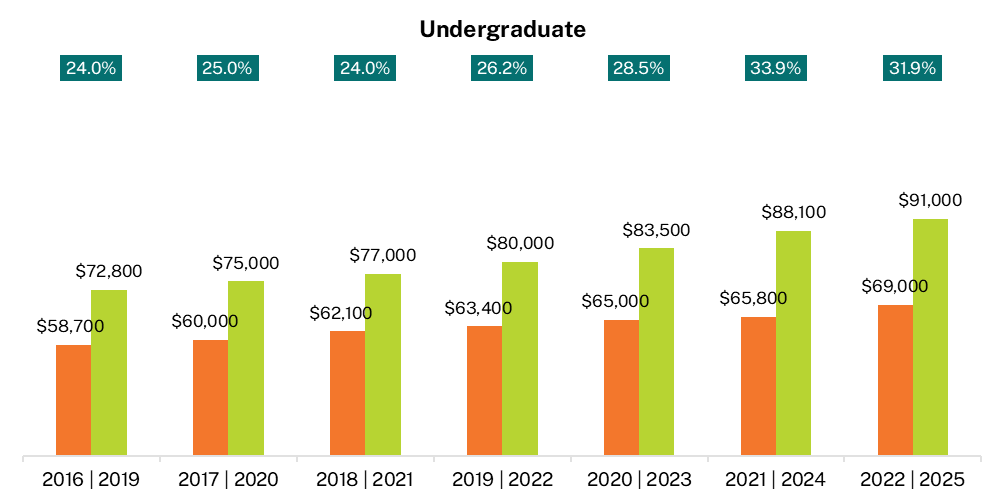 Undergraduate
24.0% 25.0% 24.0% 26.2% 28.5% 33.9% 31.9%
$58,700 $72,800 $60,000 $75,000 $62,100 $77,000 $63,400 $80,000 $65,000 $83,500 $65,800 $88,100 $69,000 $91,000
2016 | 2019 2017 | 2020 2018 | 2021 2019 | 2022 2020 | 2023 2021 | 2024 2022 | 2025